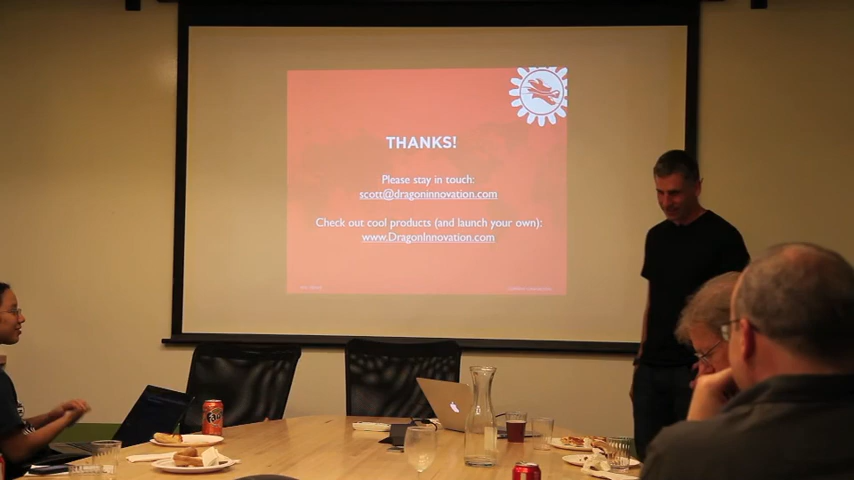 THANKS!
Please stay in touch:
scott@dragoninnovation.com
Check out cool products (and launch your own):
www.DragonInnovation.com